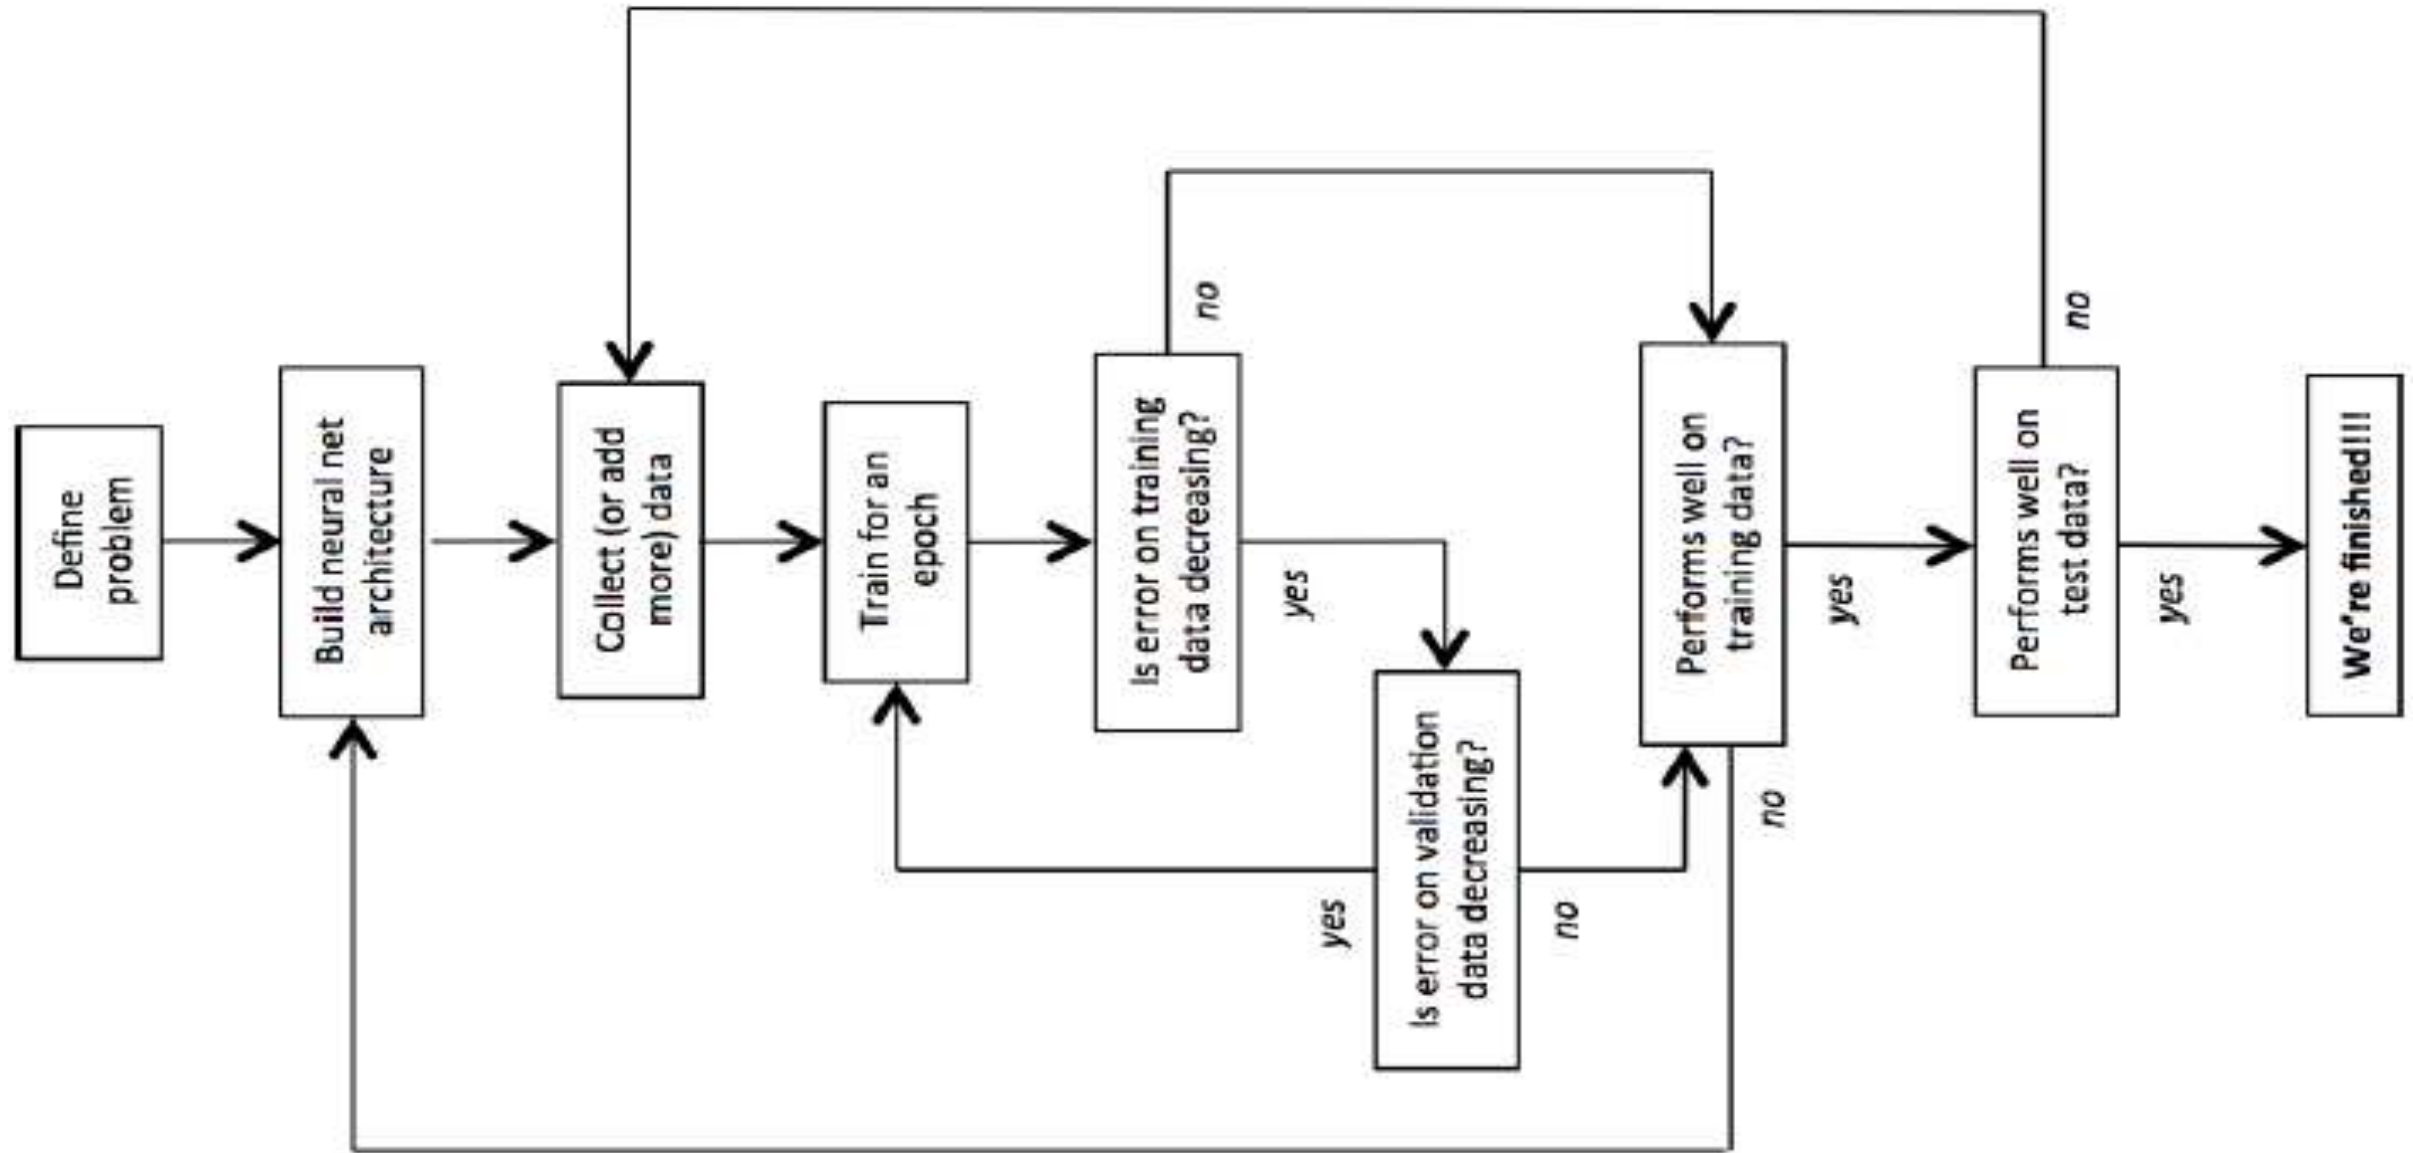 Define
problem
Build neural net
architecture
Collect (or add
more) data
Train for an
epoch
Is error on training
data decreasing?
no
yes
Is error on validation
data decreasing?
yes
no
Performs well on
training data?
no
yes
Performs well on
test data?
no
yes
We're finished!!!